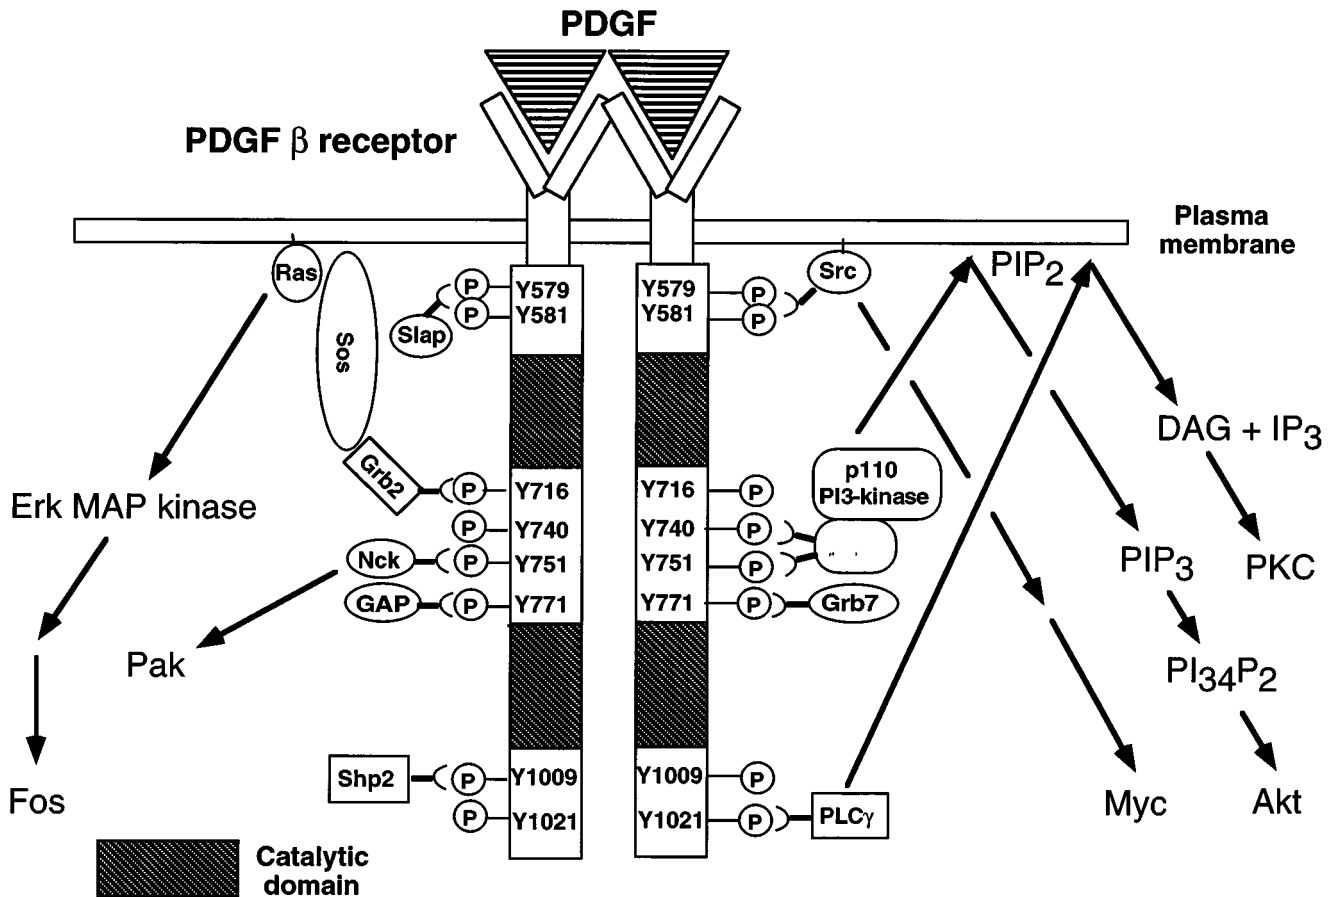 PDGF
PDGF β receptor
Plasma
membrane
Ras
Sos
Slap
P
P
Y579
Y581
Y579
Y581
P
P
Src
PIP2
DAG + IP3
Grb2
P
Y716
Y716
P
p110
PI3-kinase
Erk MAP kinase
P
Y740
Y740
P
Nck
P
Y751
Y751
P
PIP3
PKC
GAP
P
Y771
Y771
P
Grb7
Pak
PI34P2
Shp2
P
Y1009
Y1009
P
Fos
P
Y1021
Y1021
P
PLCγ
Myc
Akt
Catalytic
domain